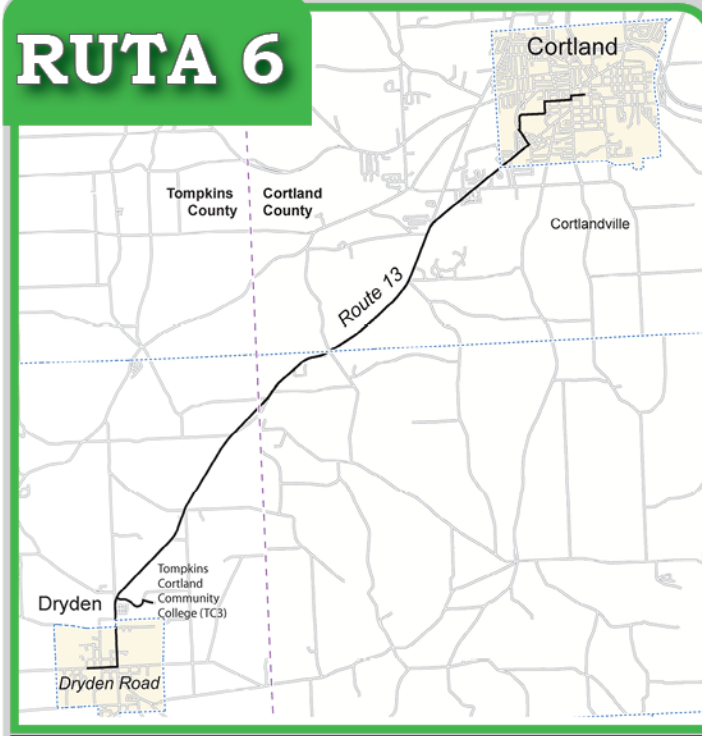 RUTA 6
Cortland
Tompkins
County
Cortland
County
Cortlandville
Route 13
Tompkins
Cortland
Community
College (TC3)
Dryden
Dryden Road